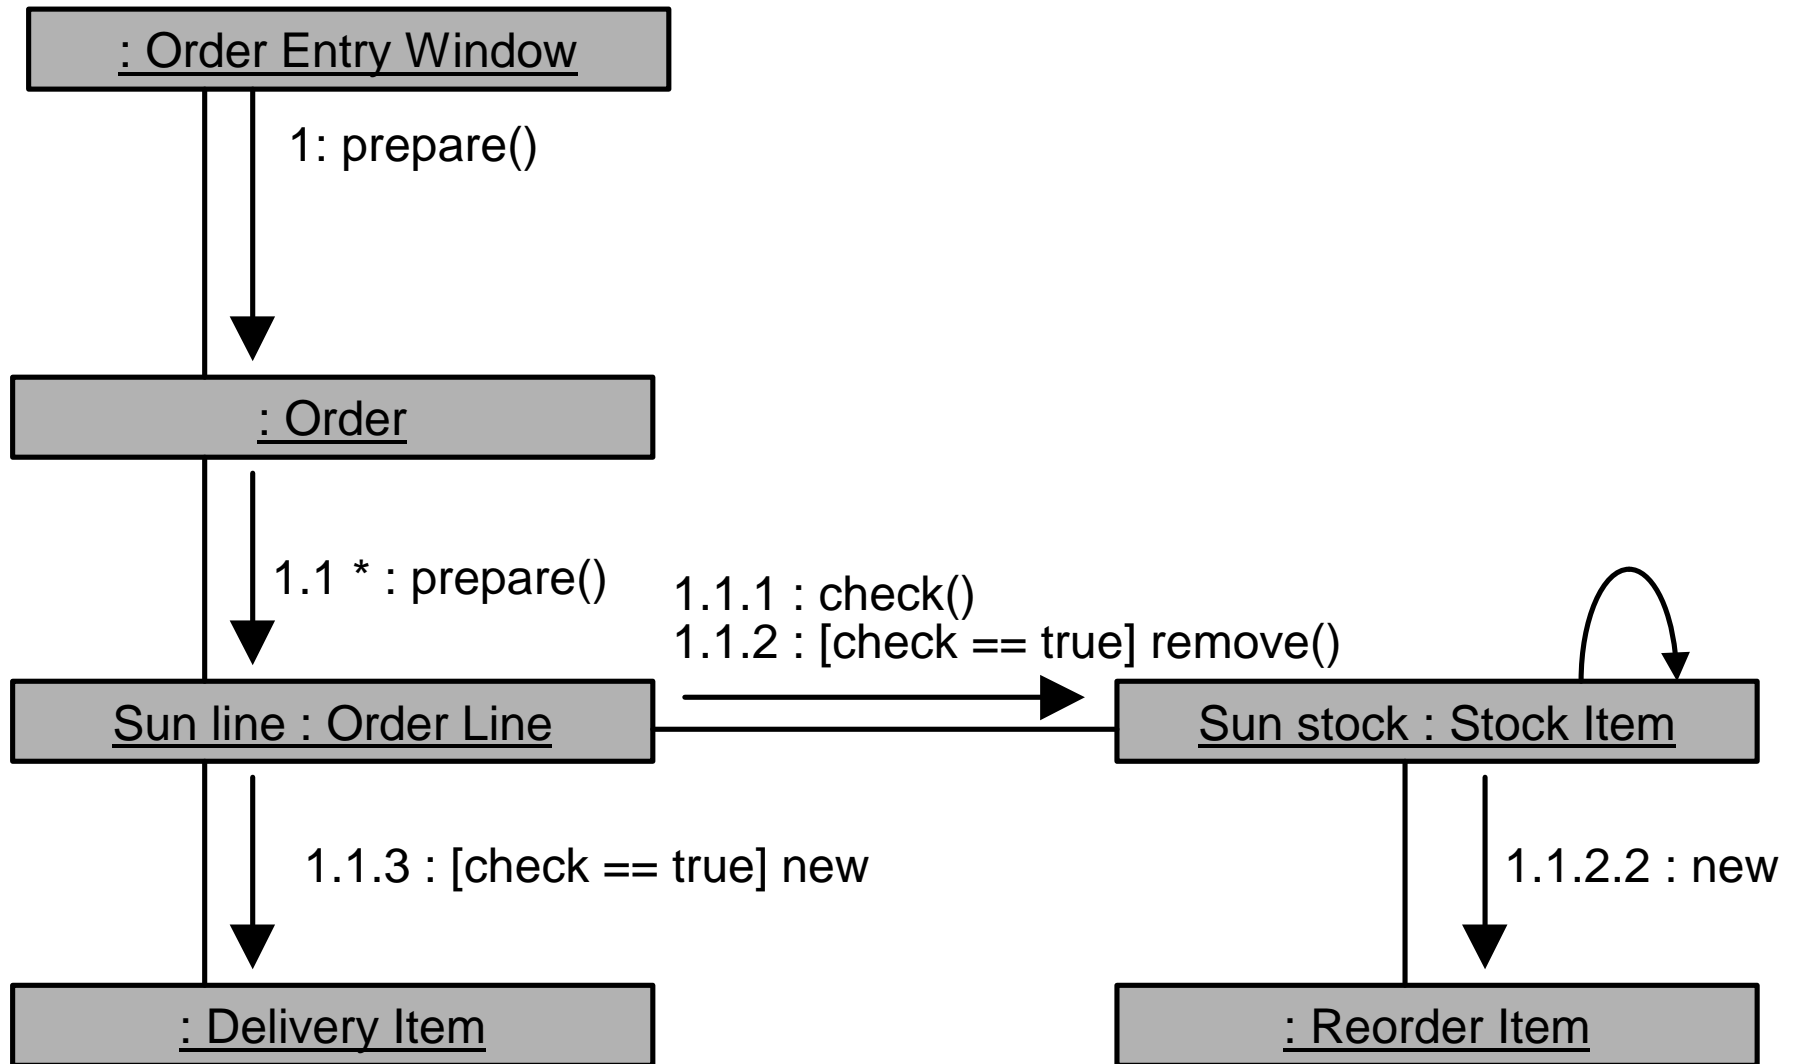 : Order Entry Window
1: prepare()
: Order
1.1 * : prepare()
1.1.1 : check()
1.1.2 : [check == true] remove()
Sun line : Order Line
Sun stock : Stock Item
1.1.3 : [check == true] new
1.1.2.2 : new
: Delivery Item
: Reorder Item